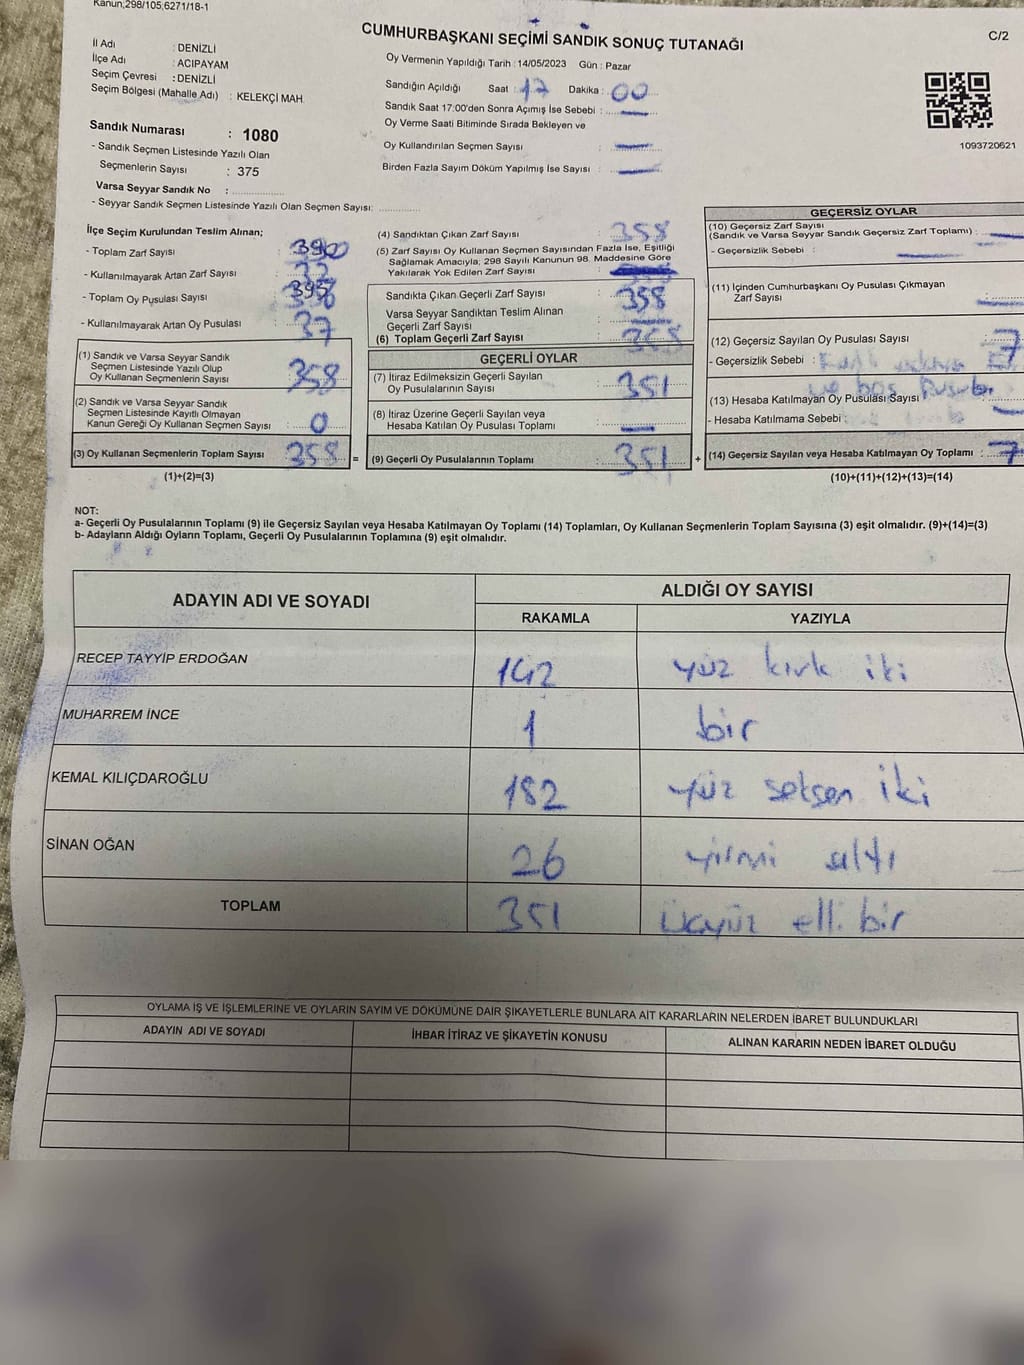 Kanun,298/105,6271/18-1
CUMHURBAŞKANI SEÇİMİ SANDIK SONUÇ TUTANAĞI
C/2
İl Adı : DENİZLİ
İlçe Adı : ACIPAYAM
Seçim Çevresi : DENİZLİ
Seçim Bölgesi (Mahalle Adı) : KELEKÇİ MAH.
Sandık Numarası : 1080
- Sandık Seçmen Listesinde Yazılı Olan
Seçmenlerin Sayısı : 375
Varsa Seyyar Sandık No :
- Seyyar Sandık Seçmen Listesinde Yazılı Olan Seçmen Sayısı:
Oy Vermenin Yapıldığı Tarih : 14/05/2023 Gün : Pazar
Sandığın Açıldığı Saat : 17 Dakika : 00
Sandık Saat 17:00'den Sonra Açımış İse Sebebi : —
Oy Verme Saati Bitiminde Sırada Bekleyen ve
Oy Kullandırılan Seçmen Sayısı : —
Birden Fazla Sayım Döküm Yapılmış İse Sayısı : —
1093720621
İlçe Seçim Kurulundan Teslim Alınan;
- Toplam Zarf Sayısı :
- Kullanılmayarak Artan Zarf Sayısı :
- Toplam Oy Pusulası Sayısı :
- Kullanılmayarak Artan Oy Pusulası : 37
(1) Sandık ve Varsa Seyyar Sandık
Seçmen Listesinde Yazılı Olup
Oy Kullanan Seçmenlerin Sayısı : 358
(2) Sandık ve Varsa Seyyar Sandık
Seçmen Listesinde Kayıtlı Olmayan
Kanun Gereği Oy Kullanan Seçmen Sayısı : 0
(3) Oy Kullanan Seçmenlerin Toplam Sayısı : 358
(1)+(2)=(3)
=
(4) Sandıktan Çıkan Zarf Sayısı : 358
(5) Zarf Sayısı Oy Kullanan Seçmen Sayısından Fazla İse, Eşitliği
Sağlamak Amacıyla; 298 Sayılı Kanunun 98. Maddesine Göre
Yakılarak Yok Edilen Zarf Sayısı :
Sandıkta Çıkan Geçerli Zarf Sayısı : 358
Varsa Seyyar Sandıktan Teslim Alınan
Geçerli Zarf Sayısı : —
(6) Toplam Geçerli Zarf Sayısı : 358
GEÇERLİ OYLAR
(7) İtiraz Edilmeksizin Geçerli Sayılan
Oy Pusulalarının Sayısı : 351
(8) İtiraz Üzerine Geçerli Sayılan veya
Hesaba Katılan Oy Pusulası Toplamı : —
(9) Geçerli Oy Pusulalarının Toplamı : 351
+
GEÇERSİZ OYLAR
(10) Geçersiz Zarf Sayısı
(Sandık ve Varsa Seyyar Sandık Geçersiz Zarf Toplamı) : —
- Geçersizlik Sebebi : —
(11) İçinden Cumhurbaşkanı Oy Pusulası Çıkmayan
Zarf Sayısı : —
(12) Geçersiz Sayılan Oy Pusulası Sayısı : 7
- Geçersizlik Sebebi :
ve boş
(13) Hesaba Katılmayan Oy Pusulası Sayısı : —
- Hesaba Katılmama Sebebi :
(14) Geçersiz Sayılan veya Hesaba Katılmayan Oy Toplamı : 7
(10)+(11)+(12)+(13)=(14)
NOT:
a- Geçerli Oy Pusulalarının Toplamı (9) ile Geçersiz Sayılan veya Hesaba Katılmayan Oy Toplamı (14) Toplamları, Oy Kullanan Seçmenlerin Toplam Sayısına (3) eşit olmalıdır. (9)+(14)=(3)
b- Adayların Aldığı Oyların Toplamı, Geçerli Oy Pusulalarının Toplamına (9) eşit olmalıdır.
ADAYIN ADI VE SOYADI
ALDIĞI OY SAYISI
RAKAMLA YAZIYLA
RECEP TAYYİP ERDOĞAN 142 yüz kırk iki
MUHARREM İNCE 1 bir
KEMAL KILIÇDAROĞLU 182 yüz seksen iki
SİNAN OĞAN 26 yirmi altı
TOPLAM 351 üçyüz elli bir
OYLAMA İŞ VE İŞLEMLERİNE VE OYLARIN SAYIM VE DÖKÜMÜNE DAİR ŞİKAYETLERLE BUNLARA AİT KARARLARIN NELERDEN İBARET BULUNDUKLARI
ADAYIN ADI VE SOYADI İHBAR İTİRAZ VE ŞİKAYETİN KONUSU ALINAN KARARIN NEDEN İBARET OLDUĞU